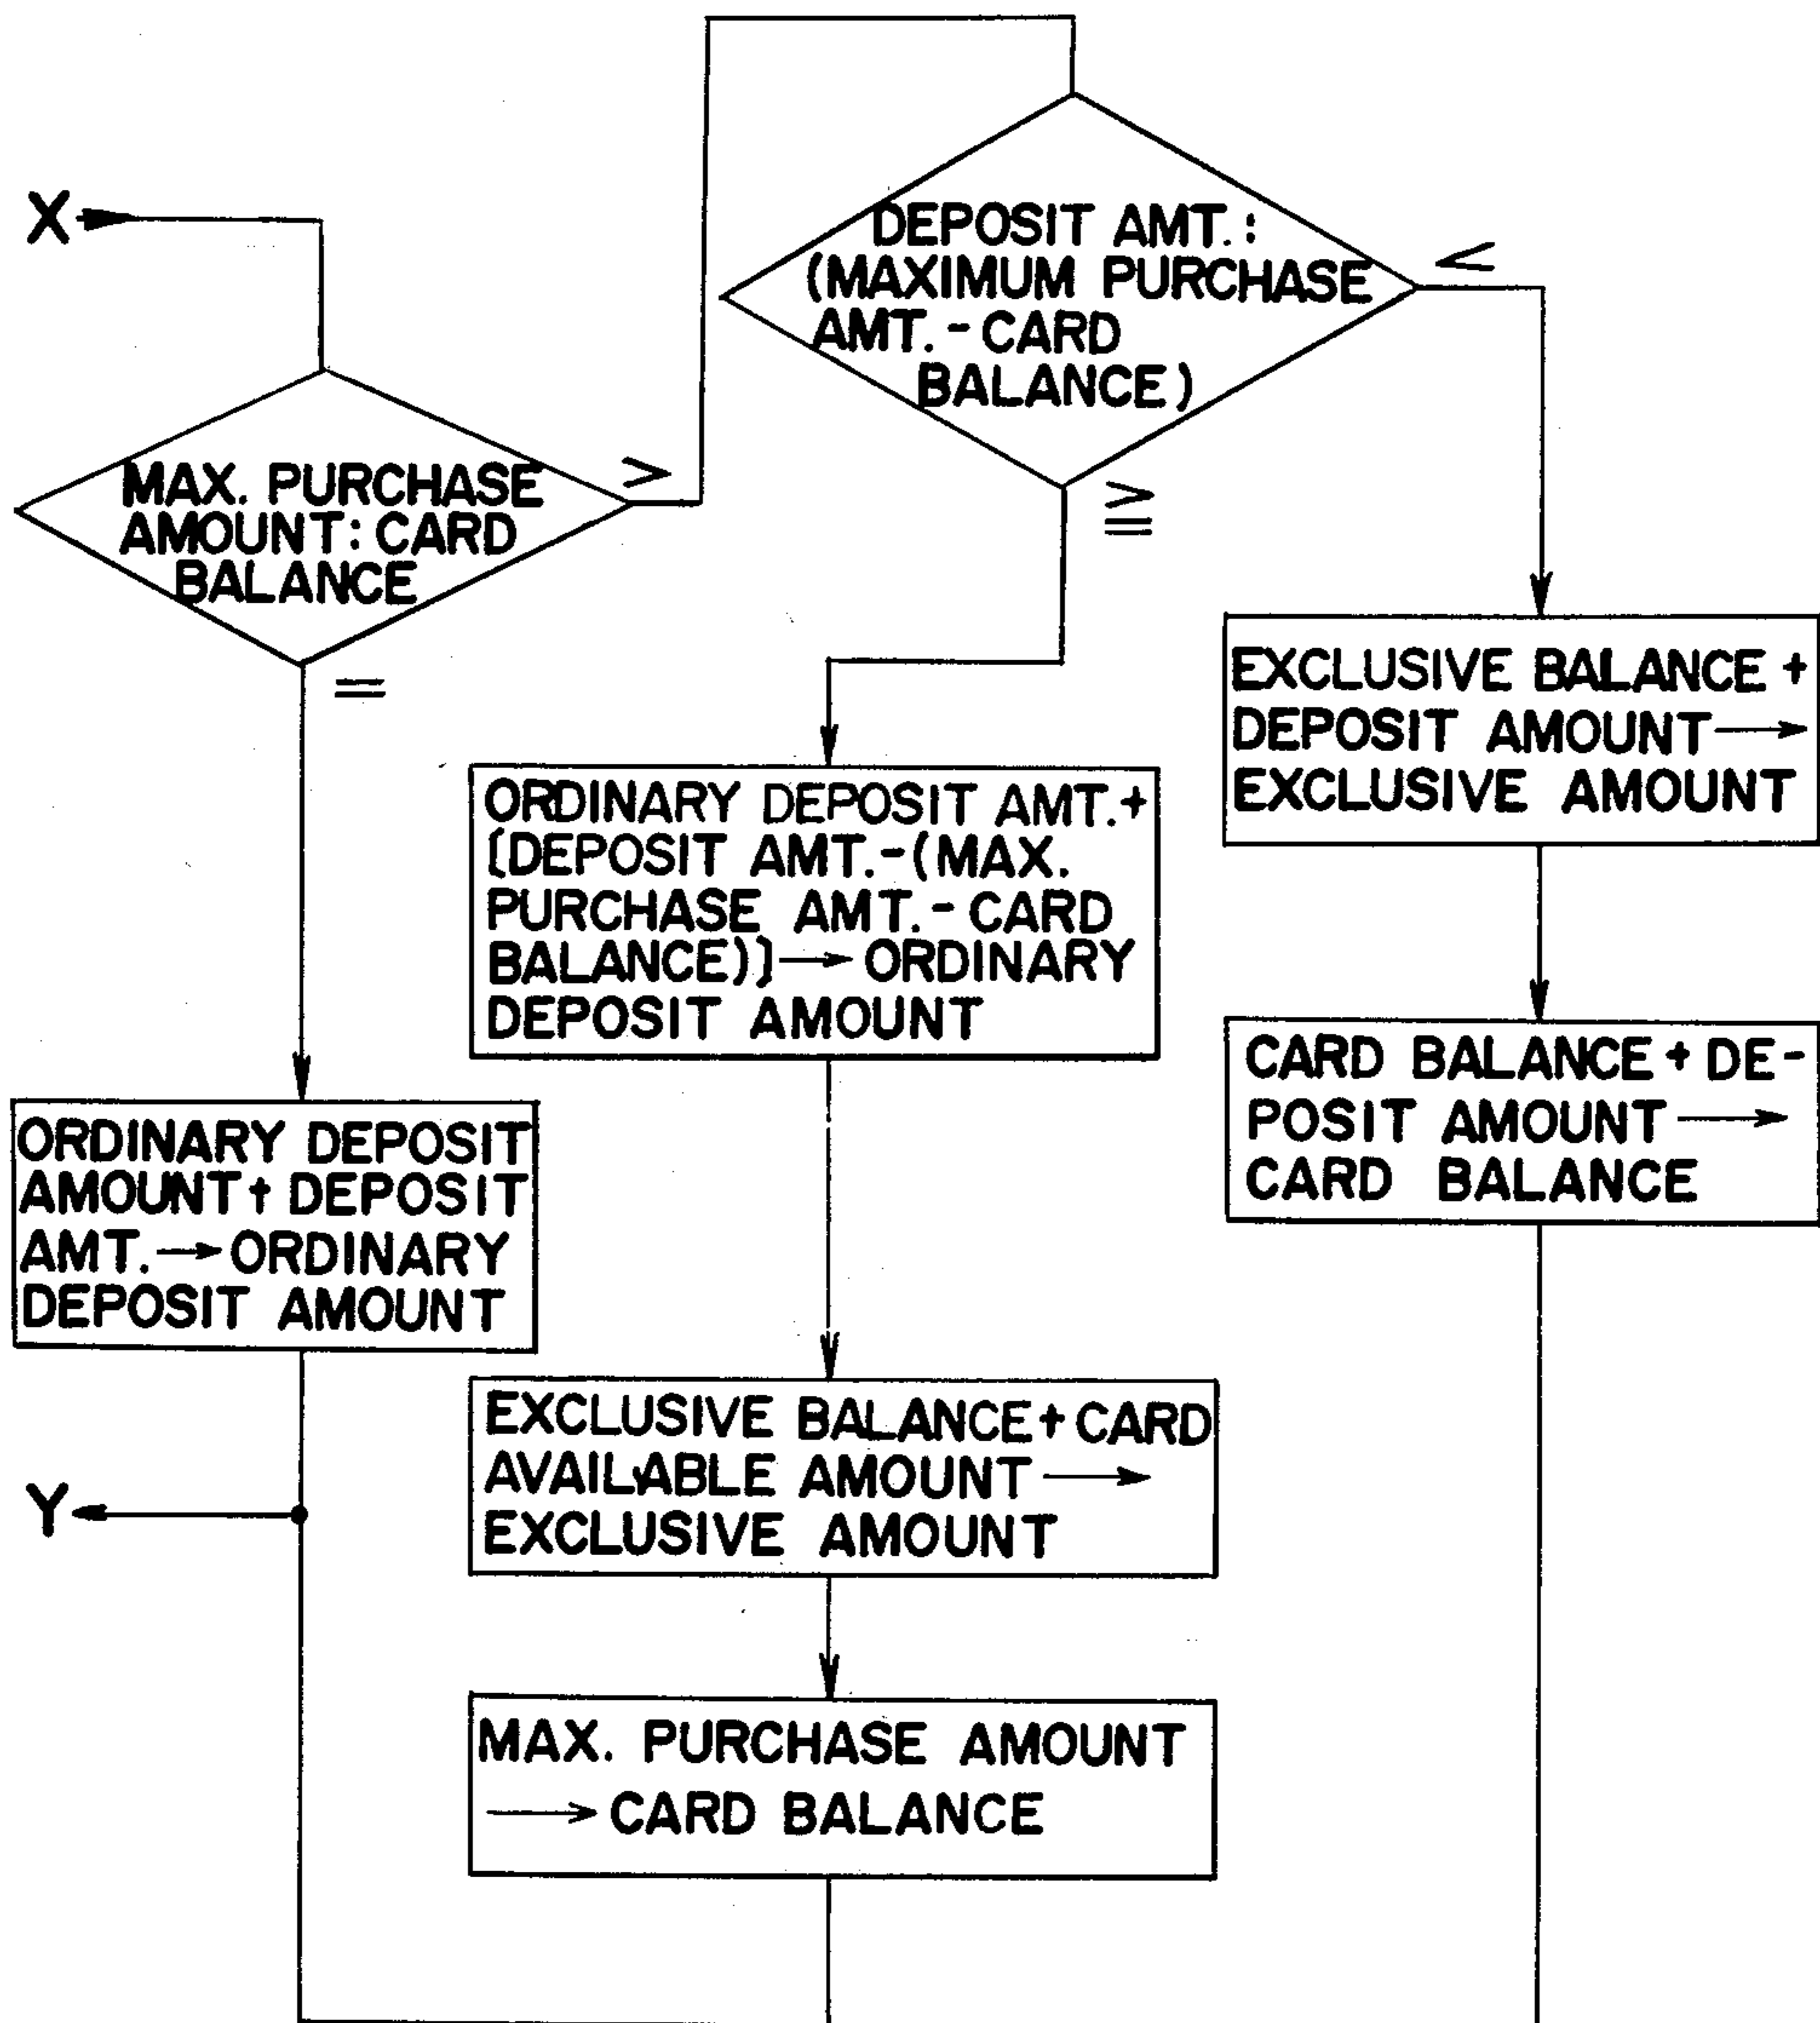 X
MAX. PURCHASE
AMOUNT: CARD
BALANCE
>
=
DEPOSIT AMT.:
(MAXIMUM PURCHASE
AMT.-CARD
BALANCE)
<
≧
EXCLUSIVE BALANCE +
DEPOSIT AMOUNT →
EXCLUSIVE AMOUNT
ORDINARY DEPOSIT AMT.+
[DEPOSIT AMT.-(MAX.
PURCHASE AMT.-CARD
BALANCE)] → ORDINARY
DEPOSIT AMOUNT
CARD BALANCE + DE-
POSIT AMOUNT →
CARD BALANCE
ORDINARY DEPOSIT
AMOUNT + DEPOSIT
AMT. → ORDINARY
DEPOSIT AMOUNT
EXCLUSIVE BALANCE + CARD
AVAILABLE AMOUNT →
EXCLUSIVE AMOUNT
Y
MAX. PURCHASE AMOUNT
→ CARD BALANCE